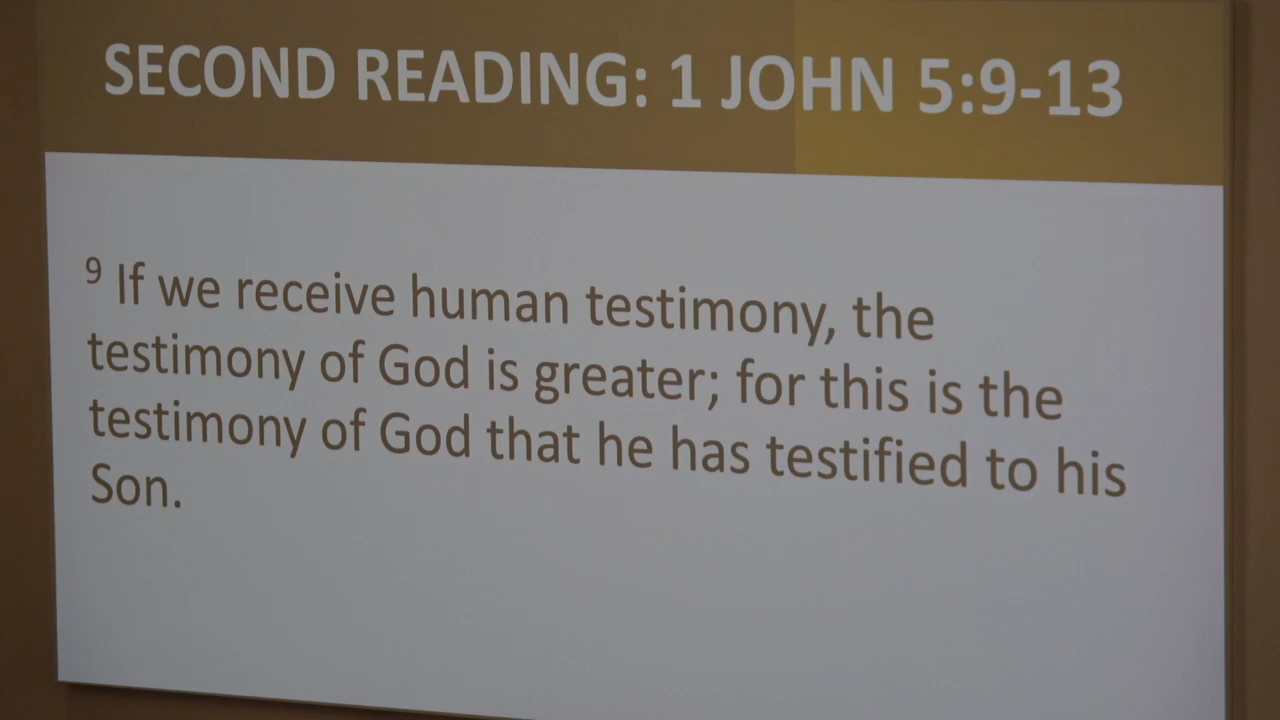 SECOND READING: 1 JOHN 5:9-13
9 If we receive human testimony, the
testimony of God is greater; for this is the
testimony of God that he has testified to his
Son.